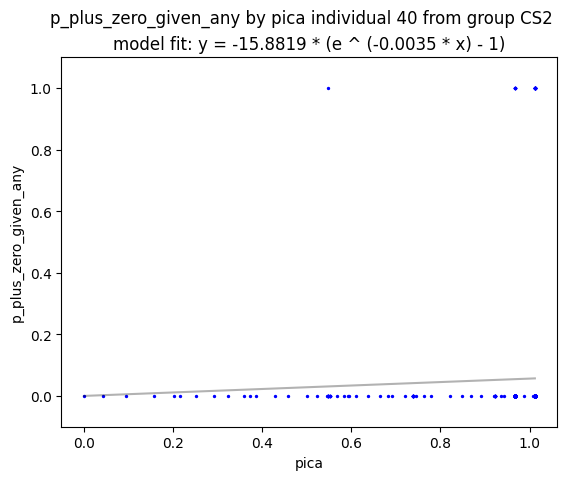 p_plus_zero_given_any by pica individual 40 from group CS2
model fit: y = -15.8819 * (e ^ (-0.0035 * x) - 1)
p_plus_zero_given_any
1.0
0.8
0.6
0.4
0.2
0.0
0.0 0.2 0.4 0.6 0.8 1.0
pica